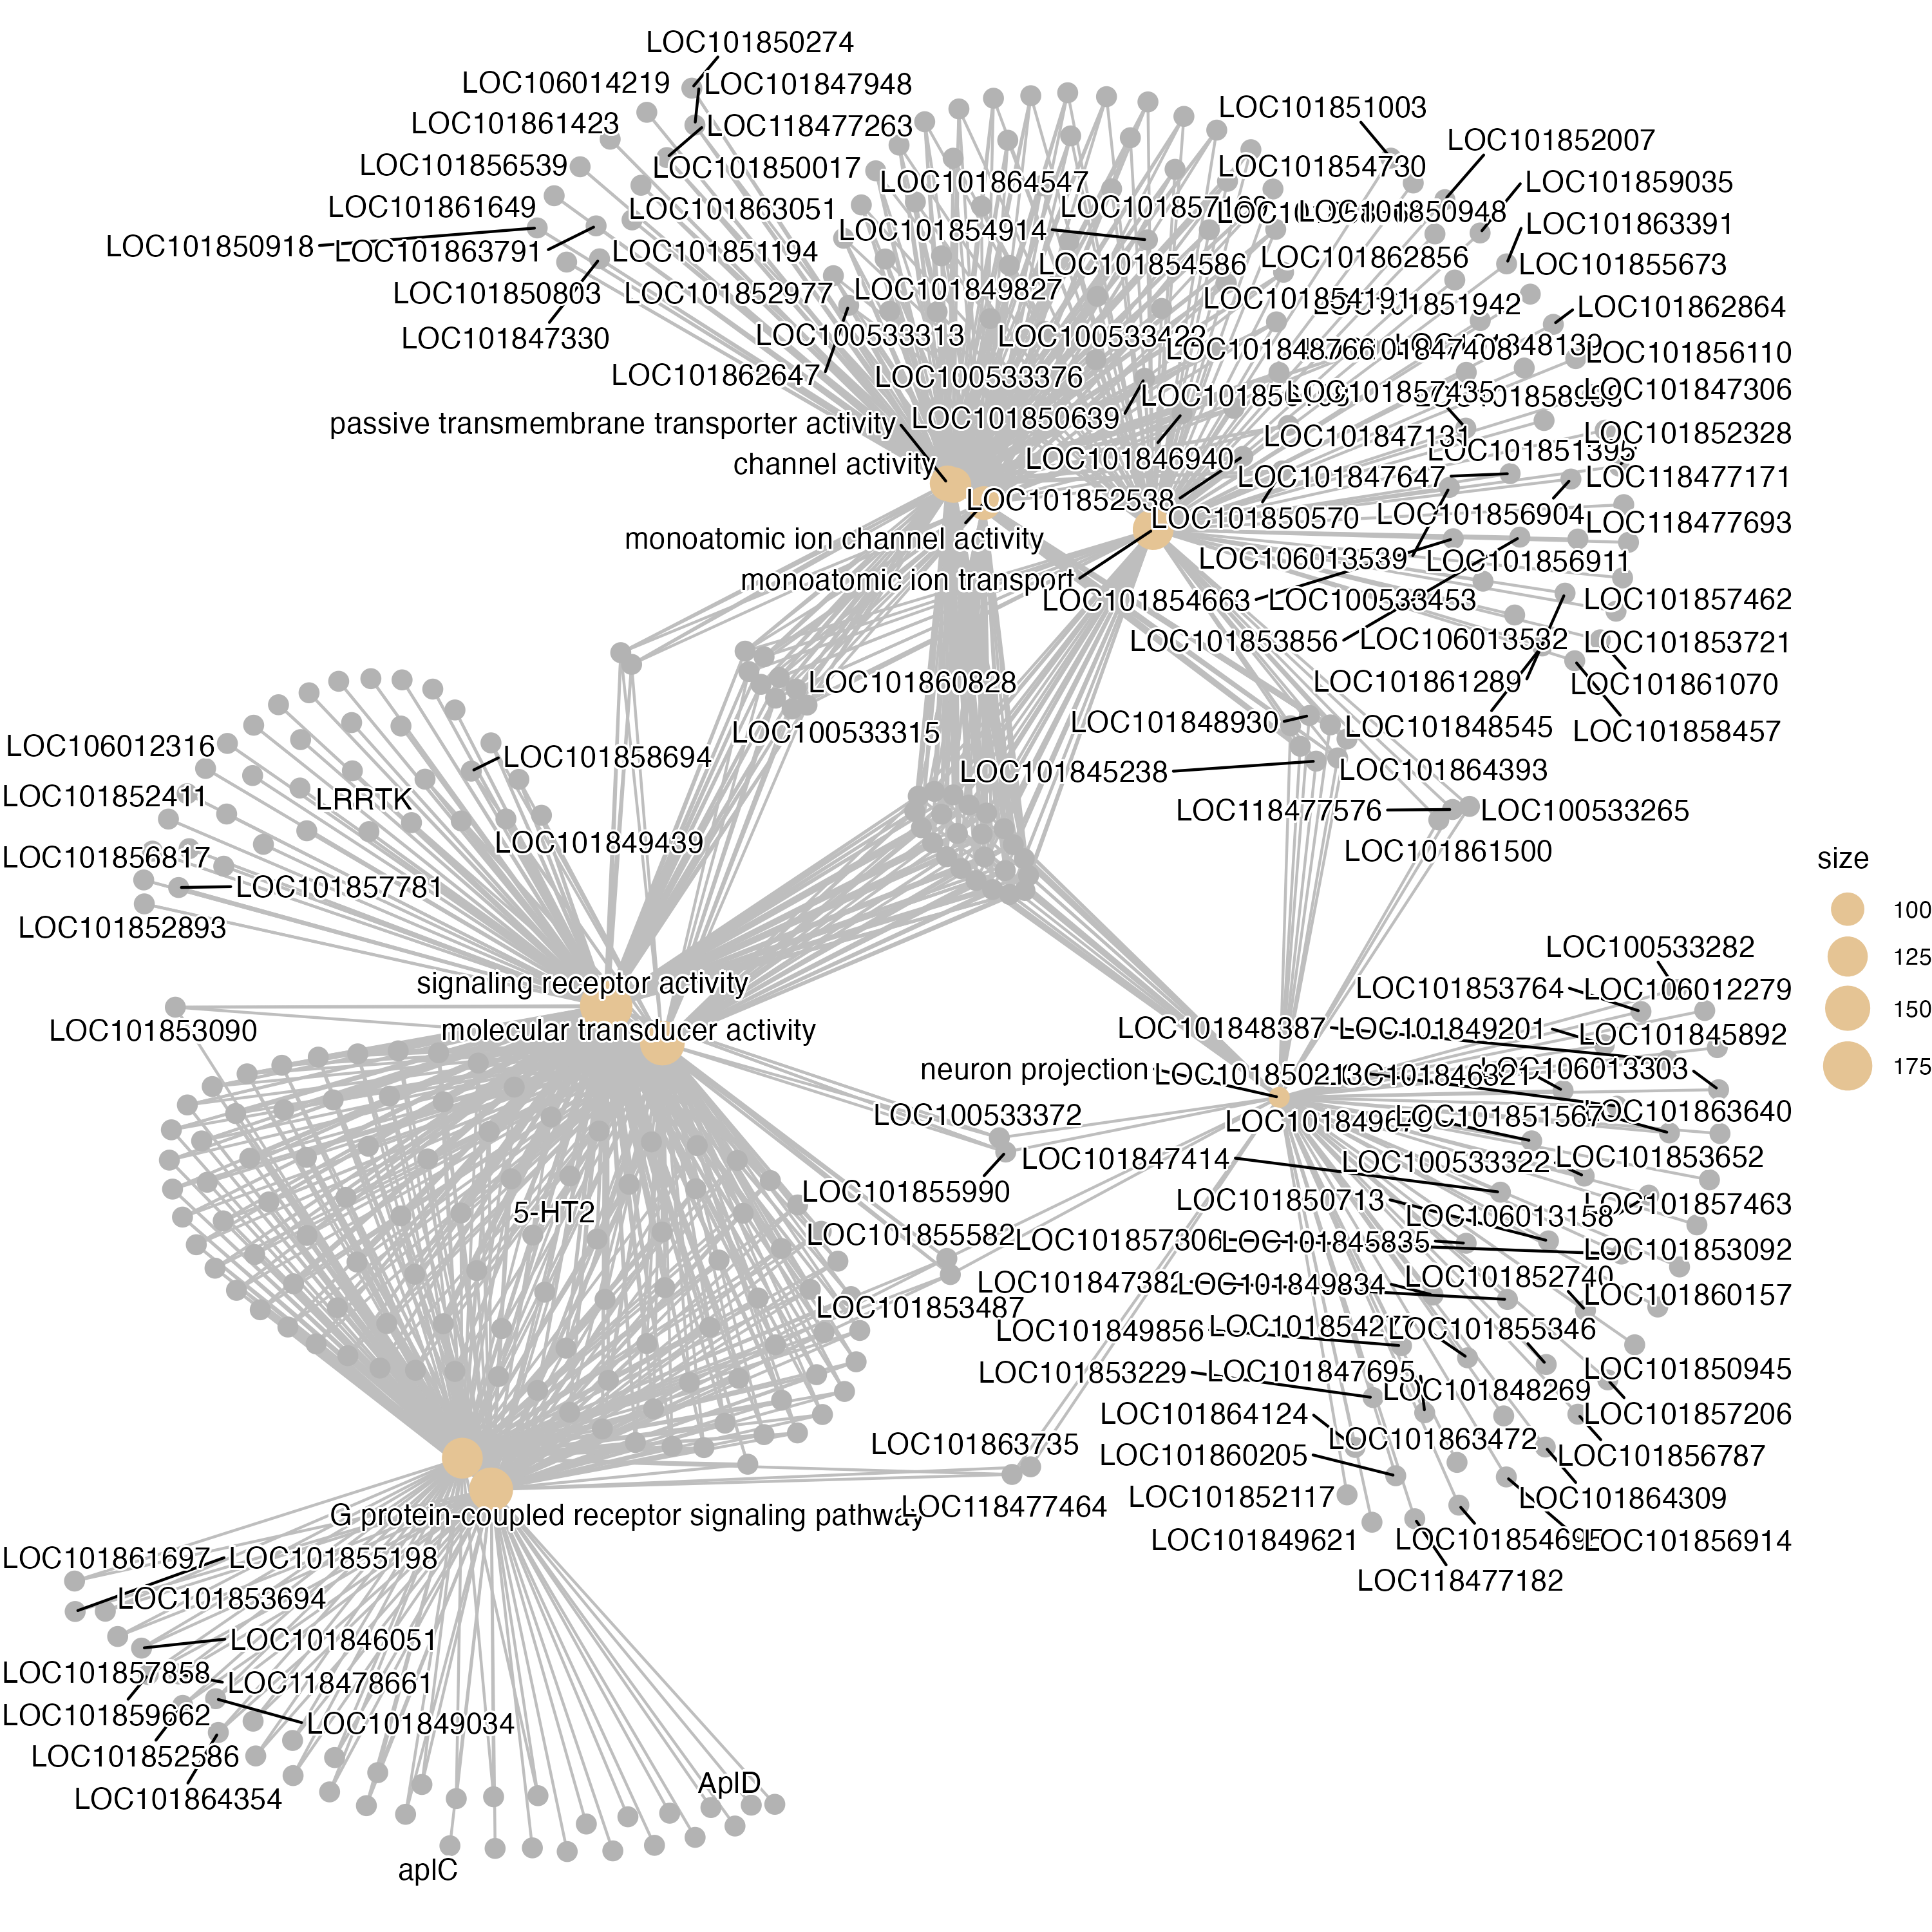 LOC101850274
LOC106014219
LOC101847948
LOC101861423
LOC118477263
LOC101851003
LOC101852007
LOC101856539
LOC101850017
LOC101864547
LOC101854730
LOC101859035
LOC101861649
LOC101863051
LOC101850948
LOC101850918
LOC101863791
LOC101851194
LOC101854914
LOC101863391
LOC101854586
LOC101862856
LOC101855673
LOC101850803
LOC101852977
LOC101849827
LOC101854191
LOC101862864
LOC101847330
LOC100533313
LOC100533422
LOC101848766
LOC101856110
LOC101862647
LOC100533376
LOC101857435
LOC101847306
passive transmembrane transporter activity
LOC101850639
LOC101847131
LOC101852328
channel activity
LOC101846940
LOC101851395
LOC101847647
LOC118477171
LOC101852538
LOC101850570
LOC101856904
LOC118477693
monoatomic ion channel activity
LOC106013539
LOC101856911
monoatomic ion transport
LOC101854663
LOC100533453
LOC101857462
LOC101853856
LOC106013532
LOC101853721
LOC101860828
LOC101861289
LOC101861070
LOC100533315
LOC101848930
LOC101848545
LOC101858457
LOC106012316
LOC101858694
LOC101845238
LOC101864393
LOC101852411
LRRTK
LOC118477576
LOC100533265
LOC101849439
LOC101861500
LOC101856817
LOC101857781
LOC101852893
size
100
125
150
175
LOC100533282
signaling receptor activity
LOC101853764
LOC106012279
LOC101853090
molecular transducer activity
LOC101848387
LOC101849201
LOC101845892
neuron projection
LOC101850213
LOC101846321
LOC106013303
LOC100533372
LOC101851567
LOC101863640
LOC101847414
LOC100533322
LOC101853652
LOC101855990
LOC101850713
LOC101857463
5-HT2
LOC106013158
LOC101855582
LOC101857306
LOC101845835
LOC101853092
LOC101847382
LOC101849834
LOC101852740
LOC101860157
LOC101853487
LOC101849856
LOC101855346
LOC101853229
LOC101847695
LOC101850945
LOC101848269
LOC101864124
LOC101857206
LOC101863735
LOC101863472
LOC101860205
LOC101856787
LOC101852117
LOC101864309
G protein-coupled receptor signaling pathway
LOC118477464
LOC101849621
LOC101854695
LOC101856914
LOC118477182
LOC101861697
LOC101855198
LOC101853694
LOC101846051
LOC101857858
LOC118478661
LOC101859662
LOC101849034
LOC101852586
LOC101864354
AplD
aplC